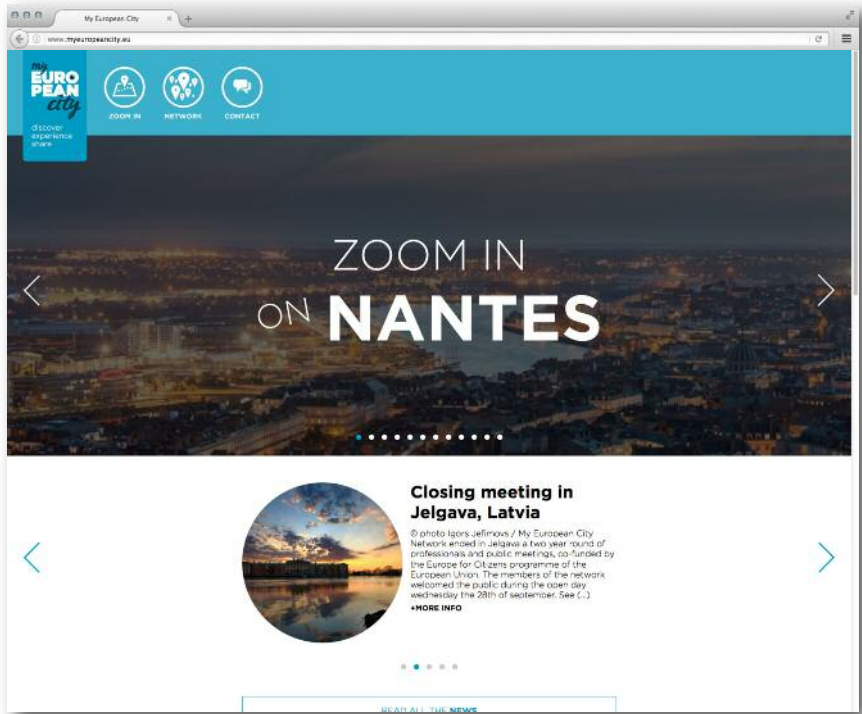 My European City
www.myeuropeancity.eu
my
EURO
PEAN
city
discover
experience
share
ZOOM IN
NETWORK
CONTACT
ZOOM IN
ON NANTES
Closing meeting in
Jelgava, Latvia
© photo Igors Jefimovs / My European City
Network ended in Jelgava a two year round of
professionals and public meetings, co-funded by
the Europe for Citizens programme of the
European Union. The members of the network
welcomed the public during the open day
wednesday the 28th of september. See (...)
+MORE INFO
READ ALL THE NEWS